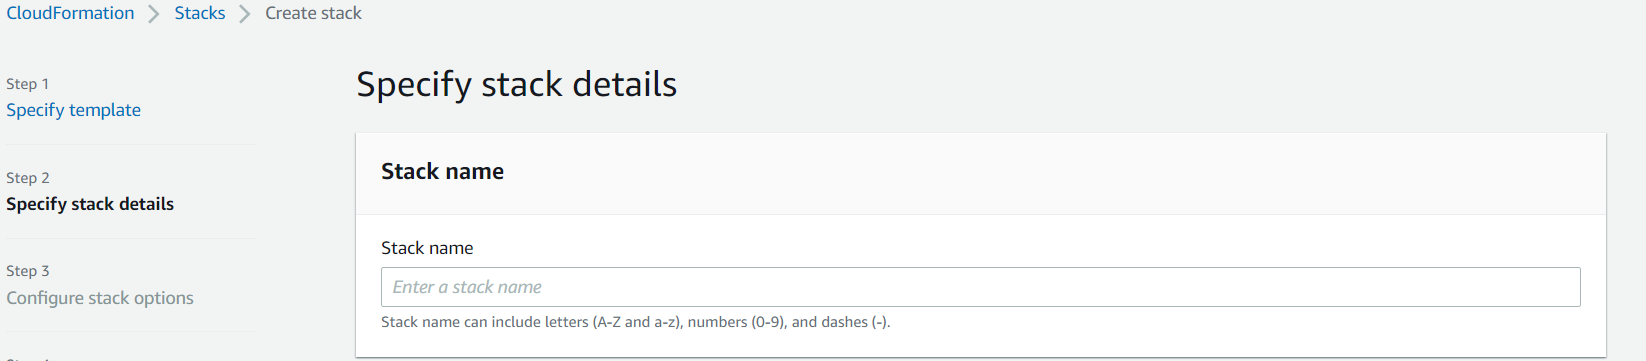 CloudFormation > Stacks > Create stack
Step 1
Specify template
Step 2
Specify stack details
Step 3
Configure stack options
Specify stack details
Stack name
Stack name
Enter a stack name
Stack name can include letters (A-Z and a-z), numbers (0-9), and dashes (-).